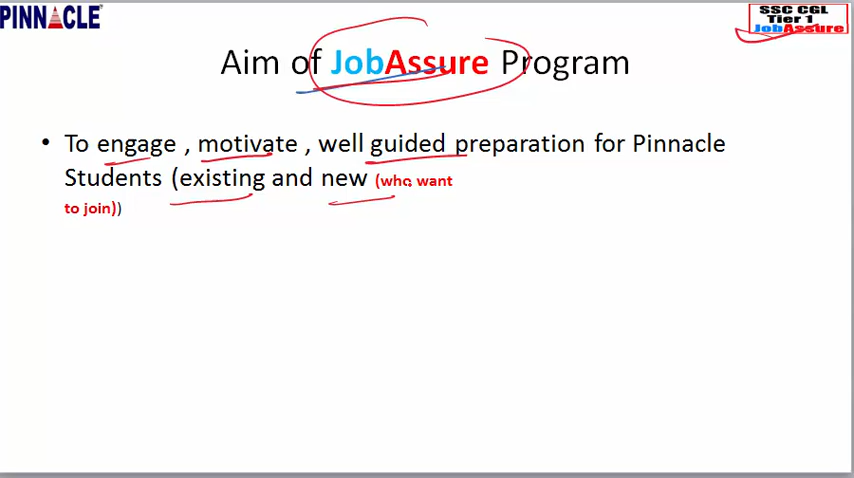 PINNACLE
SSC CGL
Tier 1
JobAssure
Aim of JobAssure Program
• To engage , motivate , well guided preparation for Pinnacle
Students (existing and new (who want
to join))